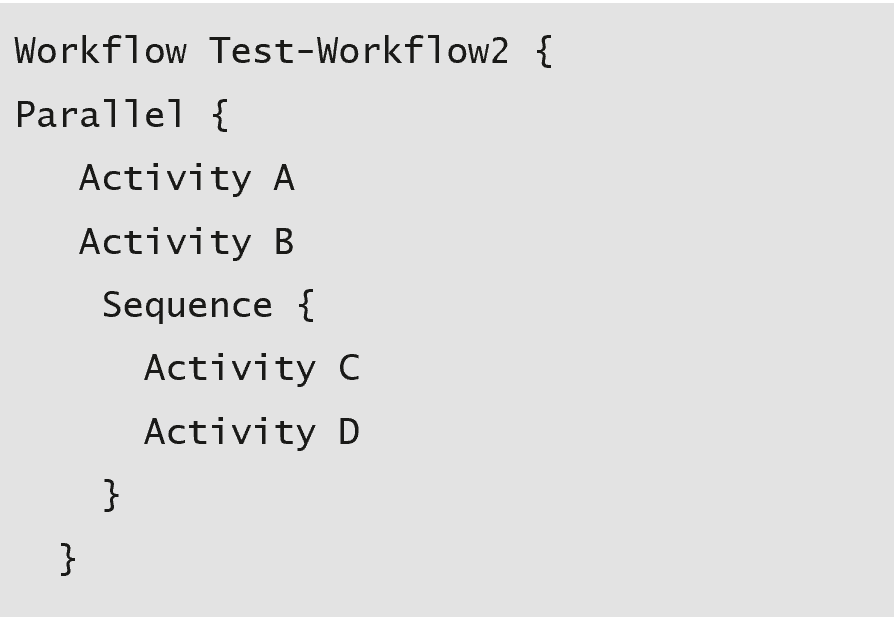 Workflow Test-Workflow2 {
Parallel {
Activity A
Activity B
Sequence {
Activity C
Activity D
}
}